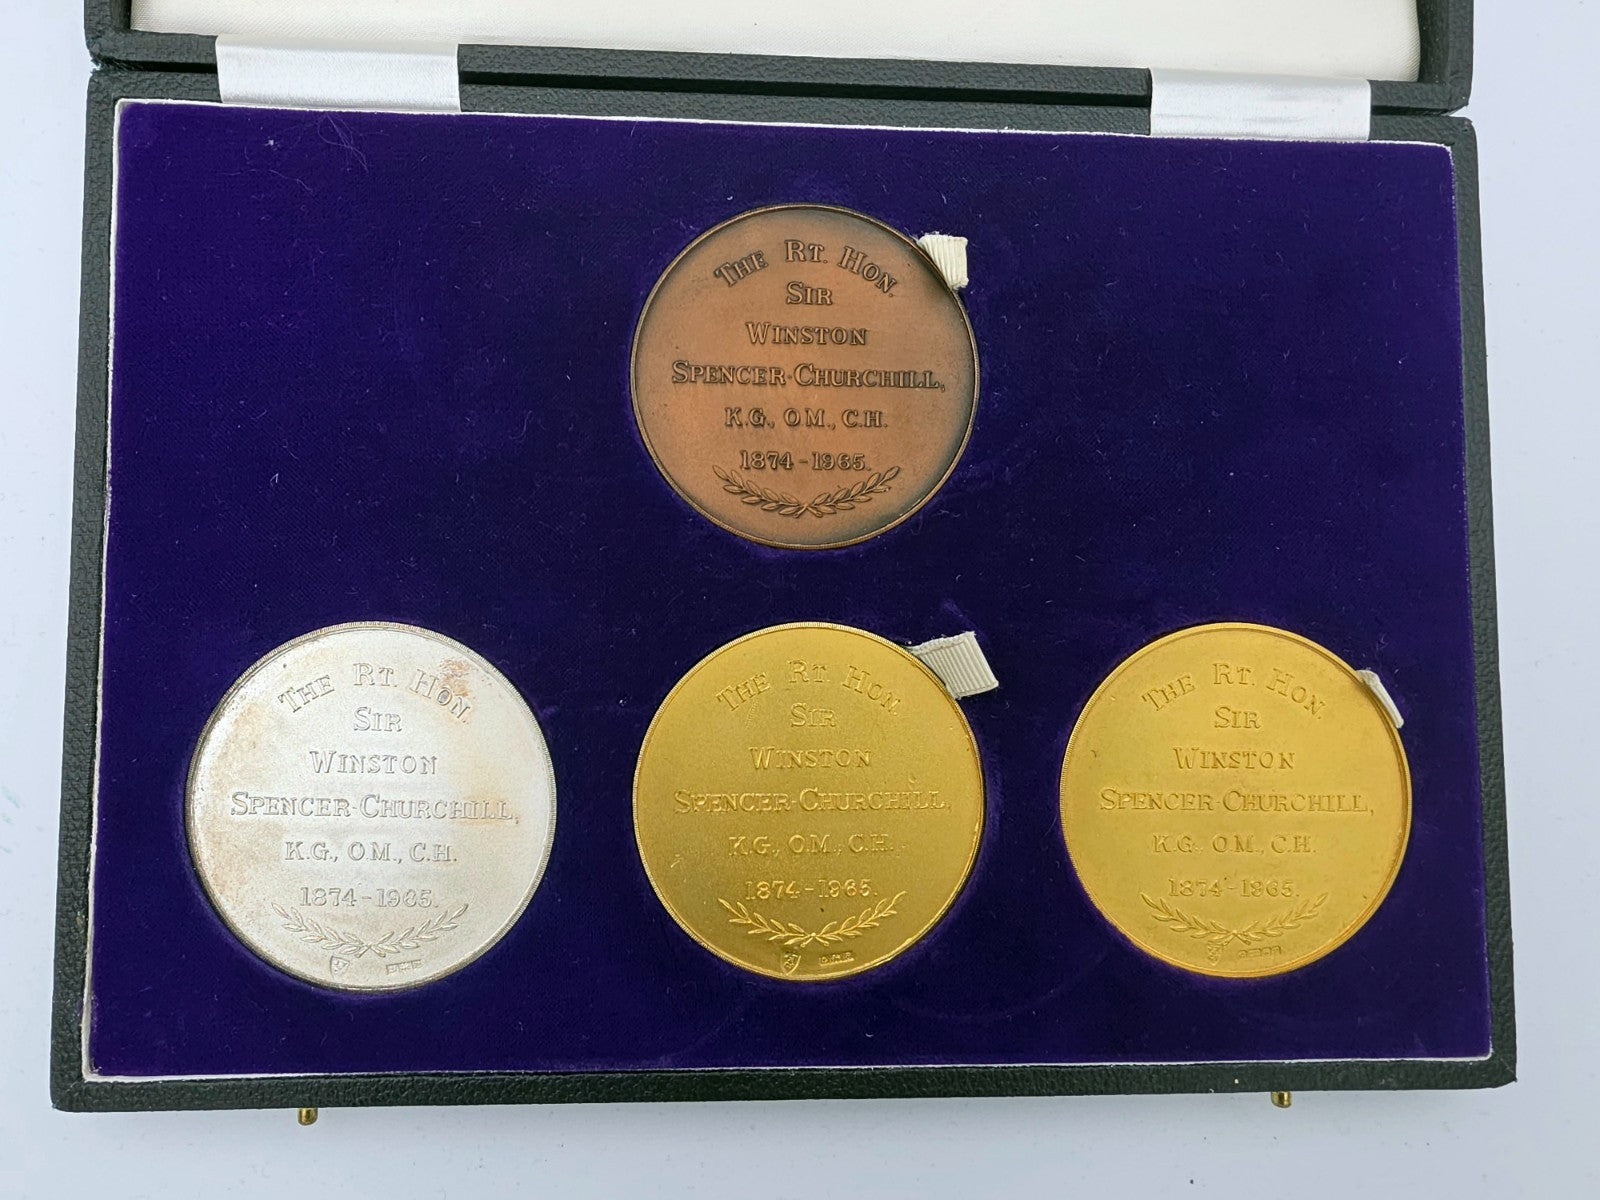 THE RT. HON.
SIR
WINSTON
SPENCER-CHURCHILL,
K.G., O.M., C.H.
1874-1965.
THE RT. HON.
SIR
WINSTON
SPENCER-CHURCHILL,
K.G., O.M., C.H.
1874-1965.
THE RT. HON.
SIR
WINSTON
SPENCER-CHURCHILL,
K.G., O.M., C.H.
1874-1965.
THE RT. HON.
SIR
WINSTON
SPENCER-CHURCHILL,
K.G., O.M., C.H.
1874-1965.